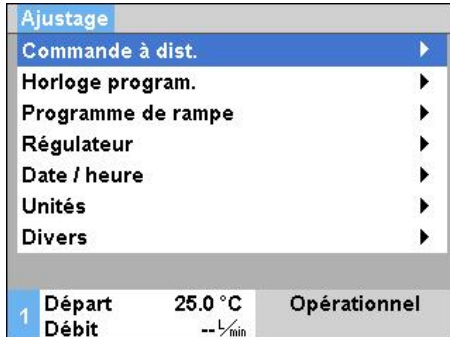 Ajustage
Commande à dist.
Horloge program.
Programme de rampe
Régulateur
Date / heure
Unités
Divers
1 Départ 25.0 °C Opérationnel
Débit -- L/min